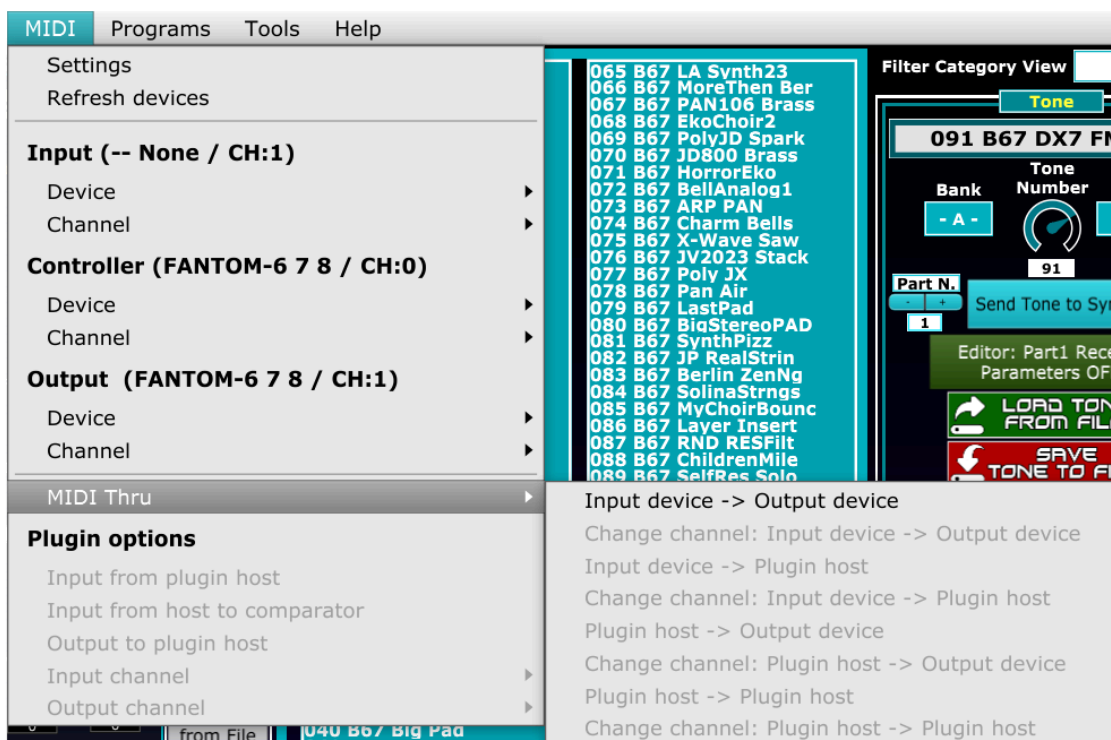 MIDI Programs Tools Help
Settings
Refresh devices
Input (-- None / CH:1)
Device
Channel
Controller (FANTOM-6 7 8 / CH:0)
Device
Channel
Output (FANTOM-6 7 8 / CH:1)
Device
Channel
MIDI Thru
Plugin options
Input from plugin host
Input from host to comparator
Output to plugin host
Input channel
Output channel
Input device -> Output device
Change channel: Input device -> Output device
Input device -> Plugin host
Change channel: Input device -> Plugin host
Plugin host -> Output device
Change channel: Plugin host -> Output device
Plugin host -> Plugin host
Change channel: Plugin host -> Plugin host
065 B67 LA Synth23
066 B67 MoreThen Ber
067 B67 PAN106 Brass
068 B67 EkoChoir2
069 B67 PolyJD Spark
070 B67 JD800 Brass
071 B67 HorrorEko
072 B67 BellAnalog1
073 B67 ARP PAN
074 B67 Charm Bells
075 B67 X-Wave Saw
076 B67 JV2023 Stack
077 B67 Poly JX
078 B67 Pan Air
079 B67 LastPad
080 B67 BigStereoPAD
081 B67 SynthPizz
082 B67 JP RealStrin
083 B67 Berlin ZenNg
084 B67 SolinaStrngs
085 B67 MyChoirBounc
086 B67 Layer Insert
087 B67 RND RESFilt
088 B67 ChildrenMile
089 B67 SelfRes Solo
Filter Category View
Tone
091 B67 DX7 FM
Bank
- A -
Tone
Number
91
Part N.
- +
1
Send Tone to Sy
Editor: Part1 Rece
Parameters OF
LOAD TON
FROM FIL
SAVE
TONE TO F
from File
040 B67 Big Pad